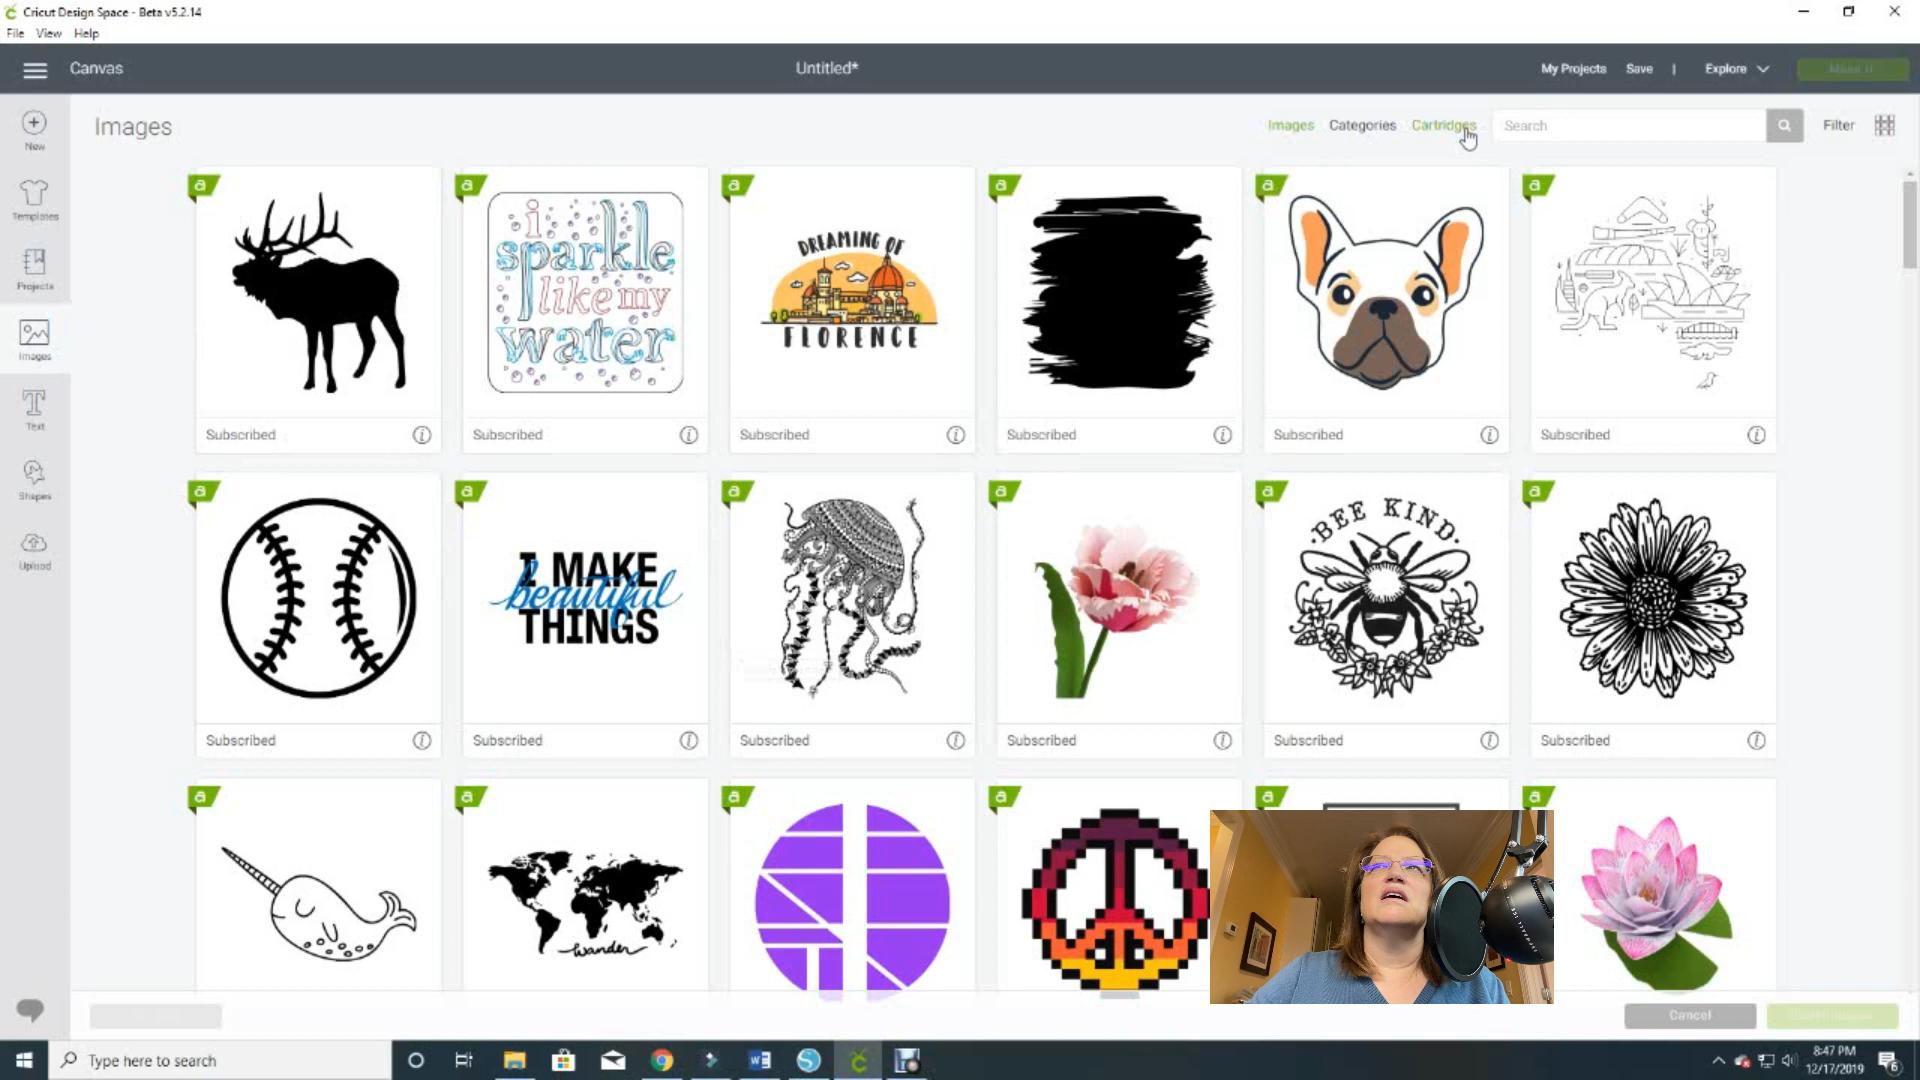 Cricut Design Space - Beta v5.2.14
File View Help
Canvas
Untitled*
My Projects Save | Explore
Images
Images Categories Cartridges Search Filter
New
Templates
Projects
Images
Text
Shapes
Upload
i sparkle like my water
DREAMING OF
FLORENCE
Subscribed Subscribed Subscribed Subscribed Subscribed Subscribed
I MAKE
beautiful
THINGS
BEE KIND
Subscribed Subscribed Subscribed Subscribed Subscribed Subscribed
wander
Cancel
Type here to search
8:47 PM
12/17/2019
6